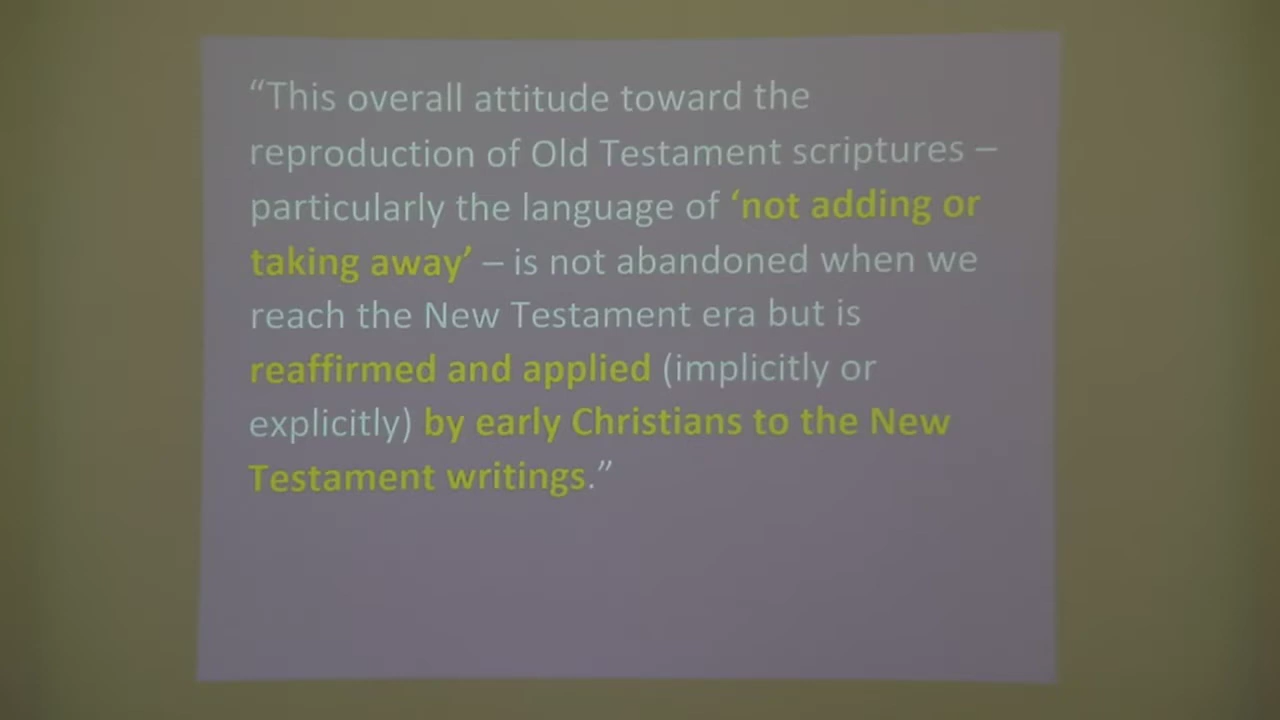 “This overall attitude toward the
reproduction of Old Testament scriptures –
particularly the language of ‘not adding or
taking away’ – is not abandoned when we
reach the New Testament era but is
reaffirmed and applied (implicitly or
explicitly) by early Christians to the New
Testament writings.”